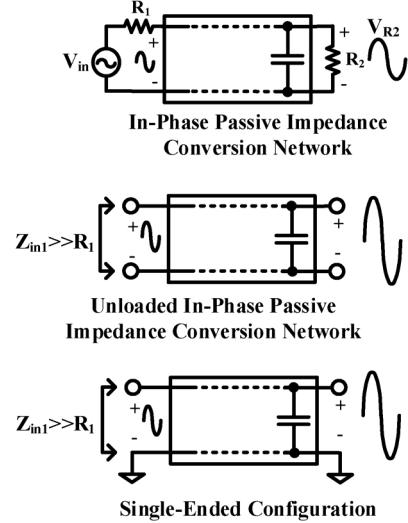 R1
Vin
+
-
+
R2
-
VR2
In-Phase Passive Impedance
Conversion Network
Zin1>>R1
+
-
+
-
Unloaded In-Phase Passive
Impedance Conversion Network
Zin1>>R1
+
-
+
-
Single-Ended Configuration